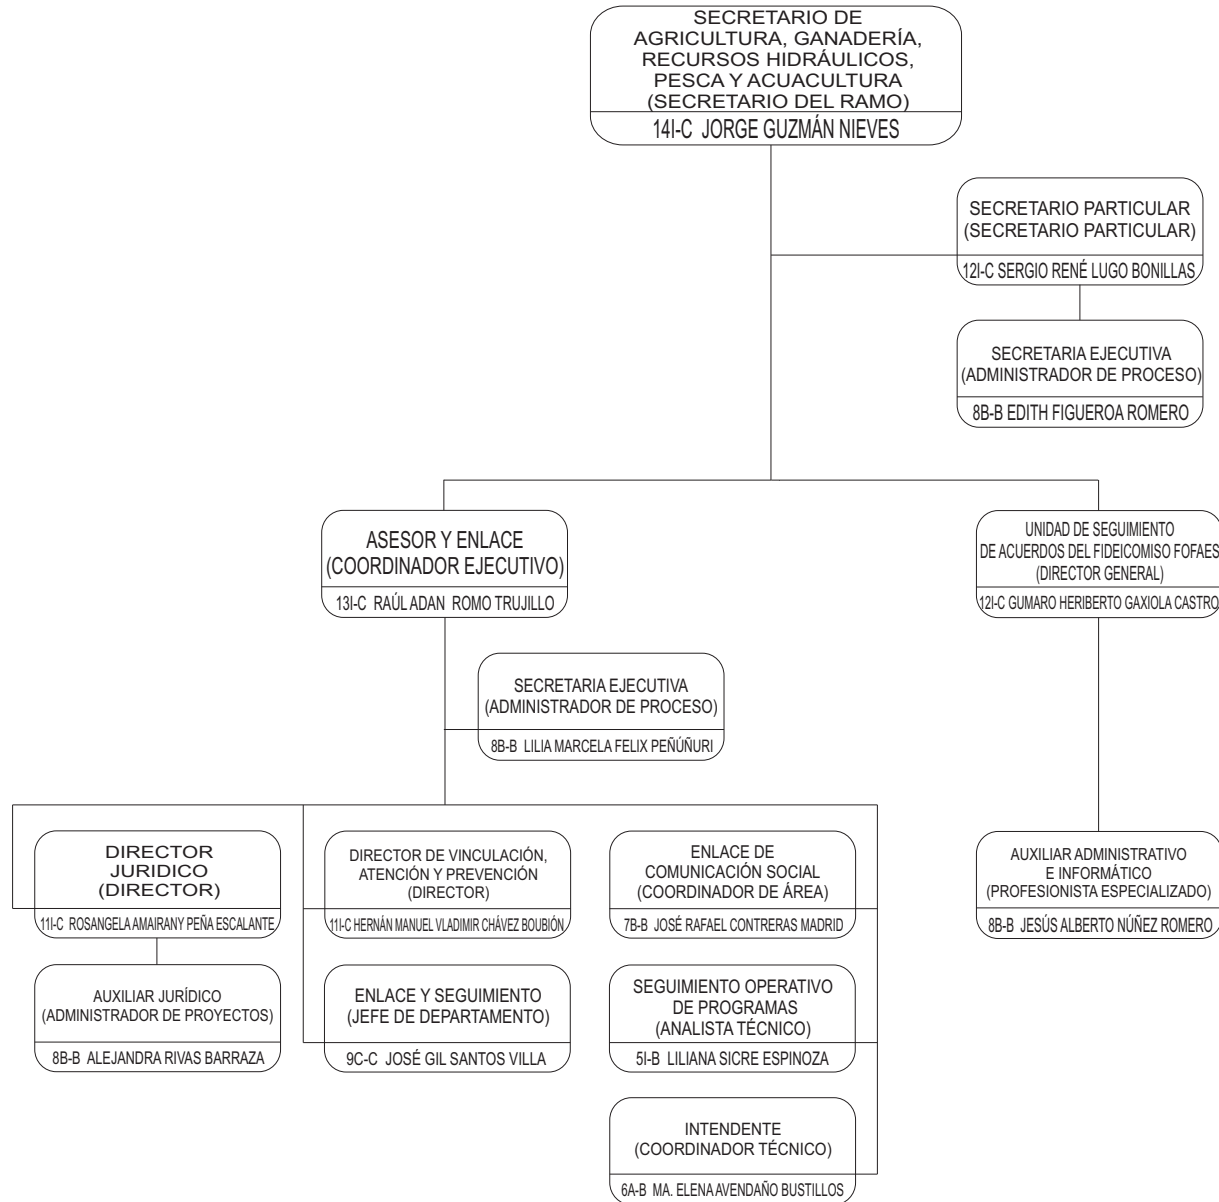 SECRETARIO DE
AGRICULTURA, GANADERÍA,
RECURSOS HIDRÁULICOS,
PESCA Y ACUACULTURA
(SECRETARIO DEL RAMO)
14I-C JORGE GUZMÁN NIEVES
SECRETARIO PARTICULAR
(SECRETARIO PARTICULAR)
12I-C SERGIO RENÉ LUGO BONILLAS
SECRETARIA EJECUTIVA
(ADMINISTRADOR DE PROCESO)
8B-B EDITH FIGUEROA ROMERO
ASESOR Y ENLACE
(COORDINADOR EJECUTIVO)
13I-C RAÚL ADAN ROMO TRUJILLO
UNIDAD DE SEGUIMIENTO
DE ACUERDOS DEL FIDEICOMISO FOFAES
(DIRECTOR GENERAL)
12I-C GUMARO HERIBERTO GAXIOLA CASTRO
SECRETARIA EJECUTIVA
(ADMINISTRADOR DE PROCESO)
8B-B LILIA MARCELA FELIX PEÑÚÑURI
DIRECTOR
JURIDICO
(DIRECTOR)
11I-C ROSANGELA AMAIRANY PEÑA ESCALANTE
DIRECTOR DE VINCULACIÓN,
ATENCIÓN Y PREVENCIÓN
(DIRECTOR)
11I-C HERNÁN MANUEL VLADIMIR CHÁVEZ BOUBIÓN
ENLACE DE
COMUNICACIÓN SOCIAL
(COORDINADOR DE ÁREA)
7B-B JOSÉ RAFAEL CONTRERAS MADRID
AUXILIAR ADMINISTRATIVO
E INFORMÁTICO
(PROFESIONISTA ESPECIALIZADO)
8B-B JESÚS ALBERTO NÚÑEZ ROMERO
AUXILIAR JURÍDICO
(ADMINISTRADOR DE PROYECTOS)
8B-B ALEJANDRA RIVAS BARRAZA
ENLACE Y SEGUIMIENTO
(JEFE DE DEPARTAMENTO)
9C-C JOSÉ GIL SANTOS VILLA
SEGUIMIENTO OPERATIVO
DE PROGRAMAS
(ANALISTA TÉCNICO)
5I-B LILIANA SICRE ESPINOZA
INTENDENTE
(COORDINADOR TÉCNICO)
6A-B MA. ELENA AVENDAÑO BUSTILLOS